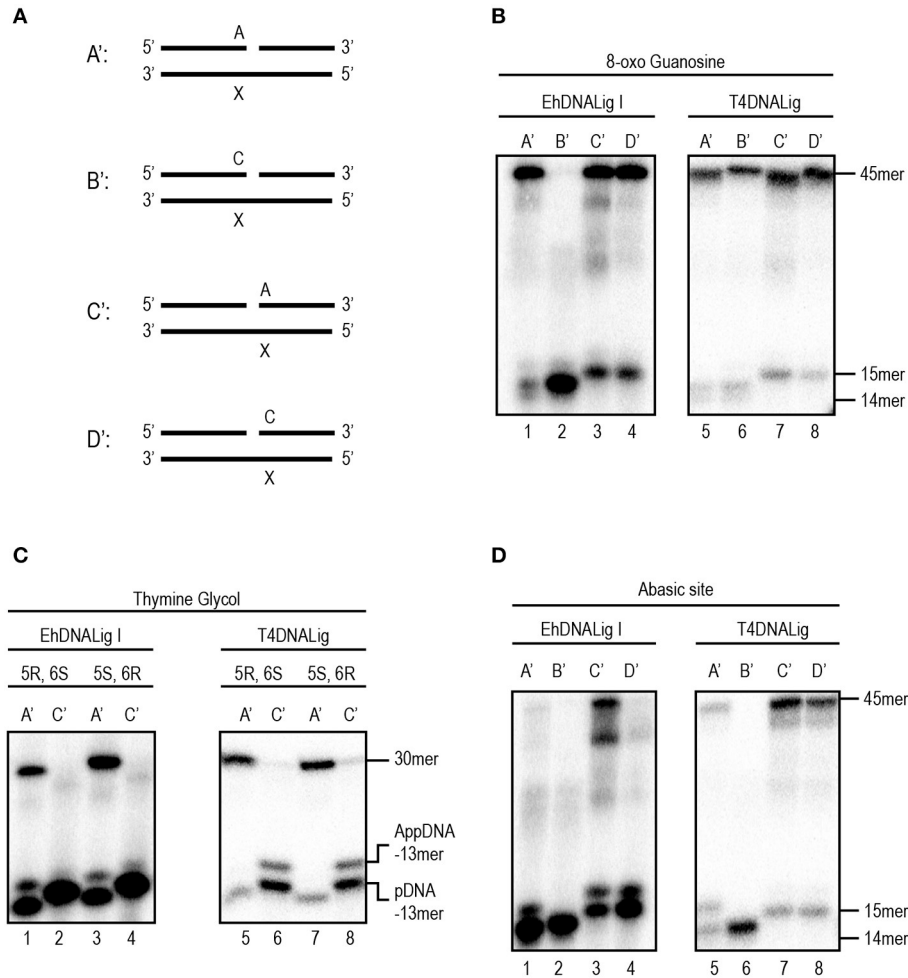 A
A
A': 5' 3'
3' 5'
X
C
B': 5' 3'
3' 5'
X
A
C': 5' 3'
3' 5'
X
C
D': 5' 3'
3' 5'
X
B
8-oxo Guanosine
EhDNALig I T4DNALig
A' B' C' D' A' B' C' D'
45mer
15mer
14mer
1 2 3 4 5 6 7 8
C
Thymine Glycol
EhDNALig I T4DNALig
5R, 6S 5S, 6R 5R, 6S 5S, 6R
A' C' A' C' A' C' A' C'
30mer
AppDNA
-13mer
pDNA
-13mer
1 2 3 4 5 6 7 8
D
Abasic site
EhDNALig I T4DNALig
A' B' C' D' A' B' C' D'
45mer
15mer
14mer
1 2 3 4 5 6 7 8